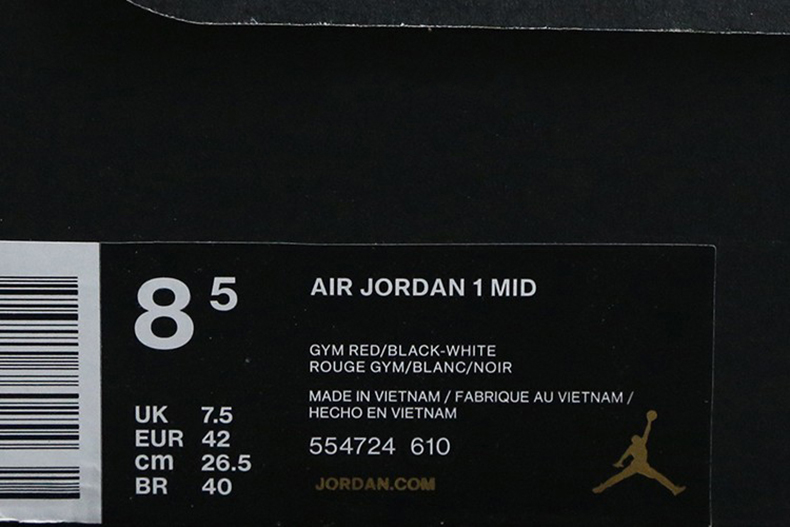 8 5
UK 7.5
EUR 42
cm 26.5
BR 40
AIR JORDAN 1 MID
GYM RED/BLACK-WHITE
ROUGE GYM/BLANC/NOIR
MADE IN VIETNAM / FABRIQUE AU VIETNAM /
HECHO EN VIETNAM
554724 610
JORDAN.COM